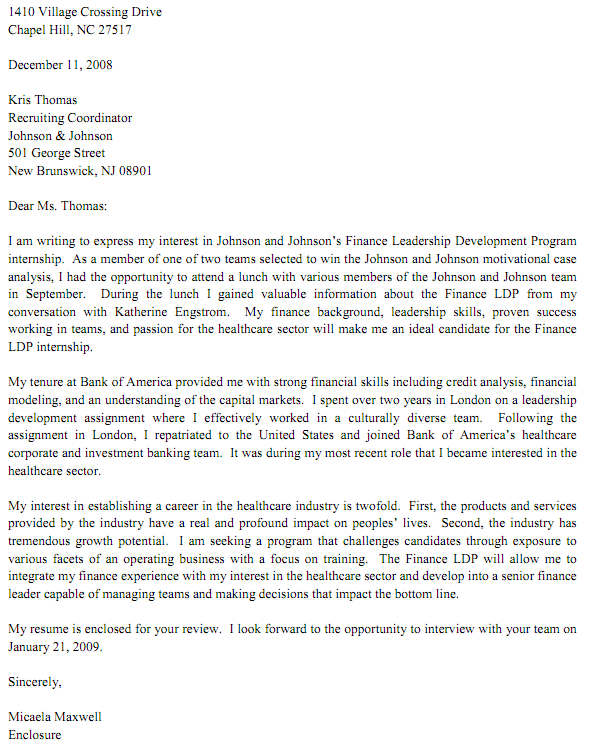 1410 Village Crossing Drive
Chapel Hill, NC 27517
December 11, 2008
Kris Thomas
Recruiting Coordinator
Johnson & Johnson
501 George Street
New Brunswick, NJ 08901
Dear Ms. Thomas:
I am writing to express my interest in Johnson and Johnson's Finance Leadership Development Program
internship. As a member of one of two teams selected to win the Johnson and Johnson motivational case
analysis, I had the opportunity to attend a lunch with various members of the Johnson and Johnson team
in September. During the lunch I gained valuable information about the Finance LDP from my
conversation with Katherine Engstrom. My finance background, leadership skills, proven success
working in teams, and passion for the healthcare sector will make me an ideal candidate for the Finance
LDP internship.
My tenure at Bank of America provided me with strong financial skills including credit analysis, financial
modeling, and an understanding of the capital markets. I spent over two years in London on a leadership
development assignment where I effectively worked in a culturally diverse team. Following the
assignment in London, I repatriated to the United States and joined Bank of America's healthcare
corporate and investment banking team. It was during my most recent role that I became interested in the
healthcare sector.
My interest in establishing a career in the healthcare industry is twofold. First, the products and services
provided by the industry have a real and profound impact on peoples' lives. Second, the industry has
tremendous growth potential. I am seeking a program that challenges candidates through exposure to
various facets of an operating business with a focus on training. The Finance LDP will allow me to
integrate my finance experience with my interest in the healthcare sector and develop into a senior finance
leader capable of managing teams and making decisions that impact the bottom line.
My resume is enclosed for your review. I look forward to the opportunity to interview with your team on
January 21, 2009.
Sincerely,
Micaela Maxwell
Enclosure